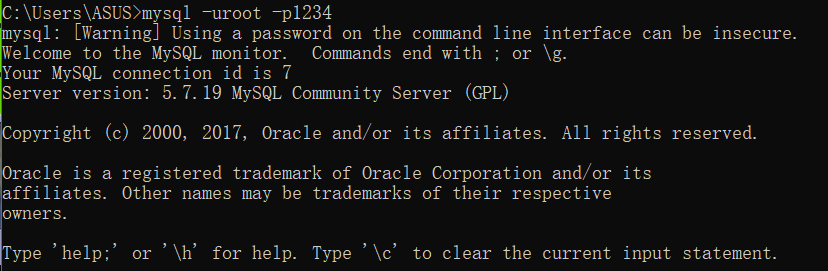 C:\Users\ASUS>mysql -uroot -p1234
mysql: [Warning] Using a password on the command line interface can be insecure.
Welcome to the MySQL monitor.  Commands end with ; or \g.
Your MySQL connection id is 7
Server version: 5.7.19 MySQL Community Server (GPL)
Copyright (c) 2000, 2017, Oracle and/or its affiliates. All rights reserved.
Oracle is a registered trademark of Oracle Corporation and/or its
affiliates. Other names may be trademarks of their respective
owners.
Type 'help;' or '\h' for help. Type '\c' to clear the current input statement.